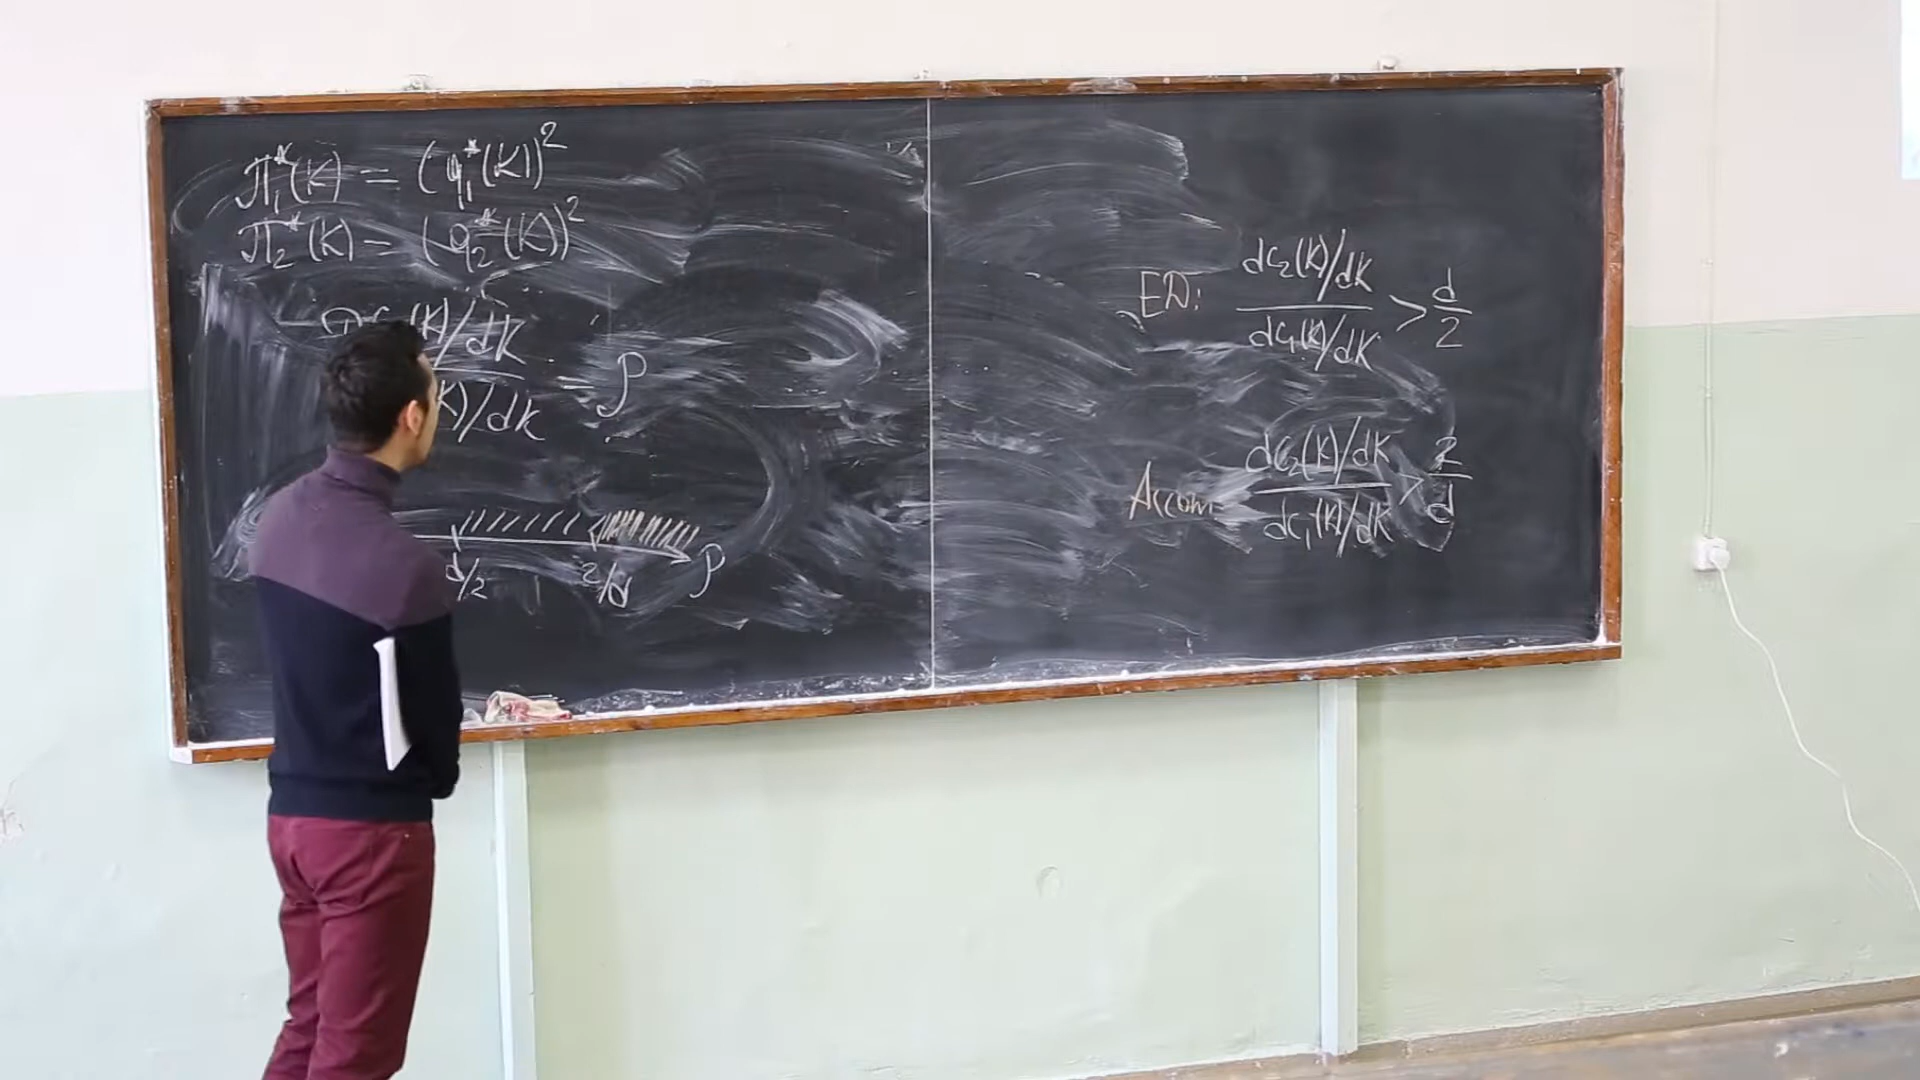 π₁*(K) = (q₁*(K))²
π₂*(K) = (q₂*(K))²
(K)/dK
K)/dK
= ρ
d/2 2/d ρ
ED: dc₂(K)/dK / dc₁(K)/dK > d/2
Accom dc₂(K)/dK / dc₁(K)/dK > 2/d